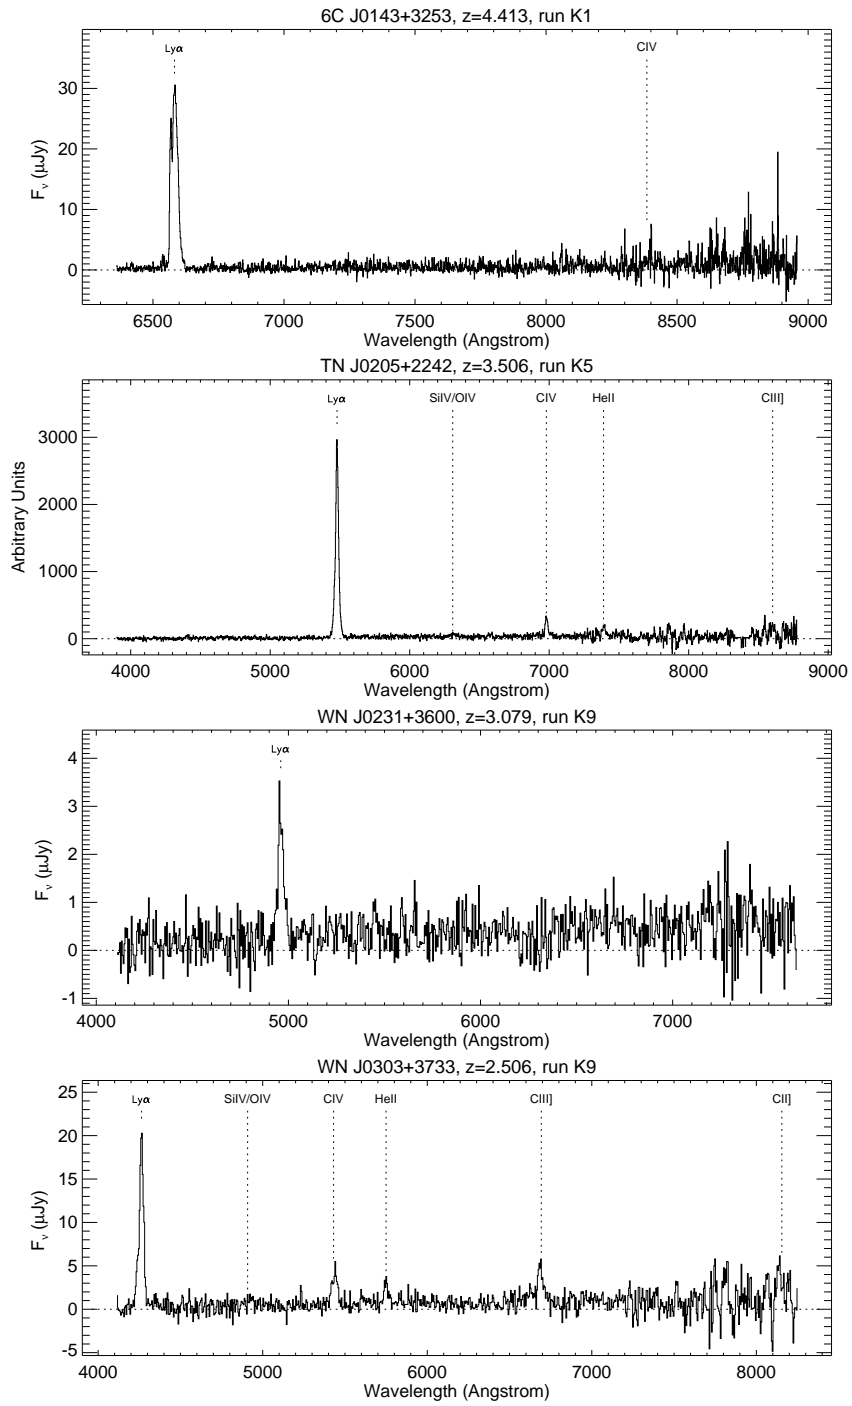 6C J0143+3253, z=4.413, run K1
Lyα CIV
30
20
10
0
Fν (μJy)
6500 7000 7500 8000 8500 9000
Wavelength (Angstrom)
TN J0205+2242, z=3.506, run K5
Lyα SiIV/OIV CIV HeII CIII]
3000
2000
1000
0
Arbitrary Units
4000 5000 6000 7000 8000 9000
Wavelength (Angstrom)
WN J0231+3600, z=3.079, run K9
Lyα
4
3
2
1
0
-1
Fν (μJy)
4000 5000 6000 7000
Wavelength (Angstrom)
WN J0303+3733, z=2.506, run K9
Lyα SiIV/OIV CIV HeII CIII] CII]
25
20
15
10
5
0
-5
Fν (μJy)
4000 5000 6000 7000 8000
Wavelength (Angstrom)